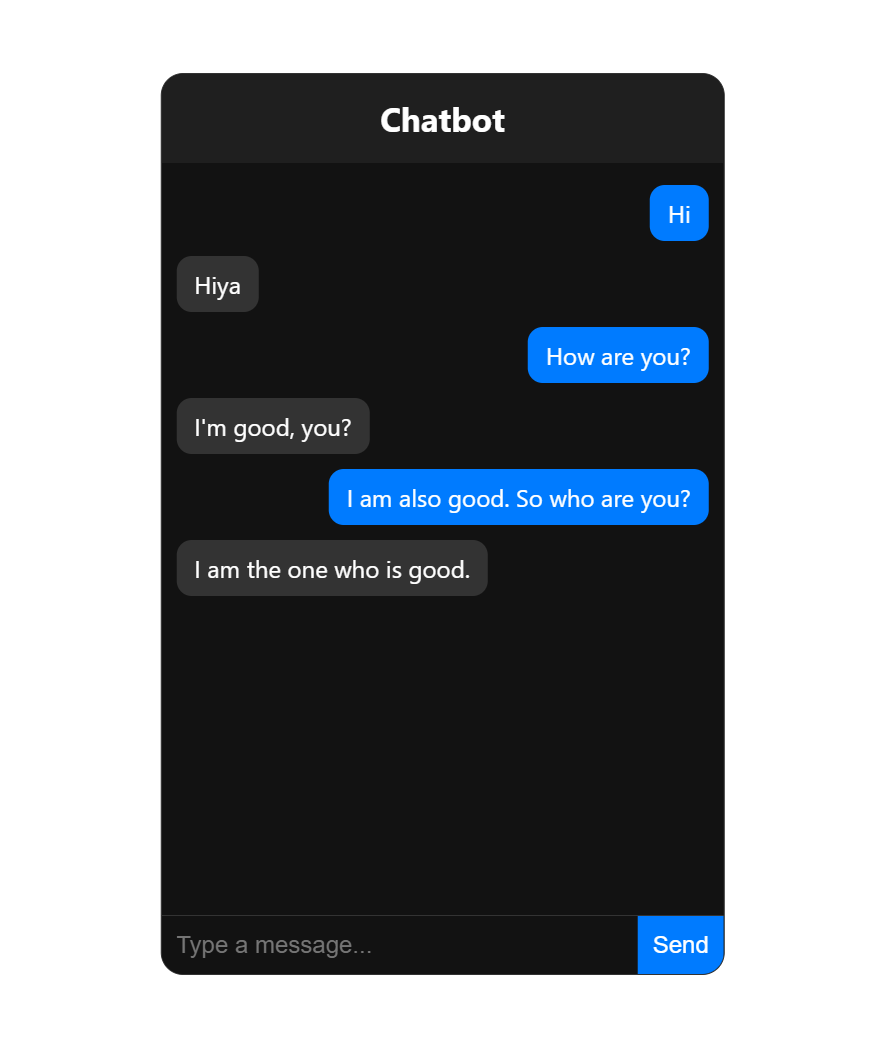 Chatbot
Hi
Hiya
How are you?
I'm good, you?
I am also good. So who are you?
I am the one who is good.
Type a message...
Send